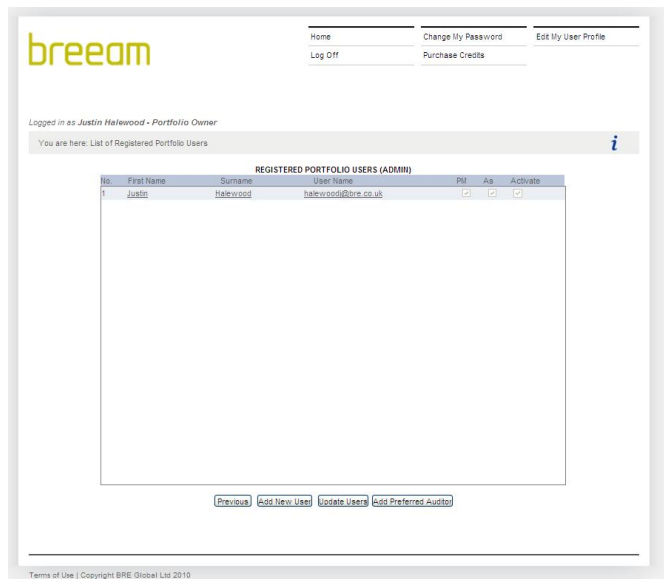 breeam
Home Change My Password Edit My User Profile
Log Off Purchase Credits
Logged in as Justin Halewood - Portfolio Owner
You are here: List of Registered Portfolio Users
i
REGISTERED PORTFOLIO USERS (ADMIN)
No. First Name Surname User Name PM As Activate
1 Justin Halewood halewoodj@bre.co.uk
Previous Add New User Update Users Add Preferred Auditor
Terms of Use | Copyright BRE Global Ltd 2010